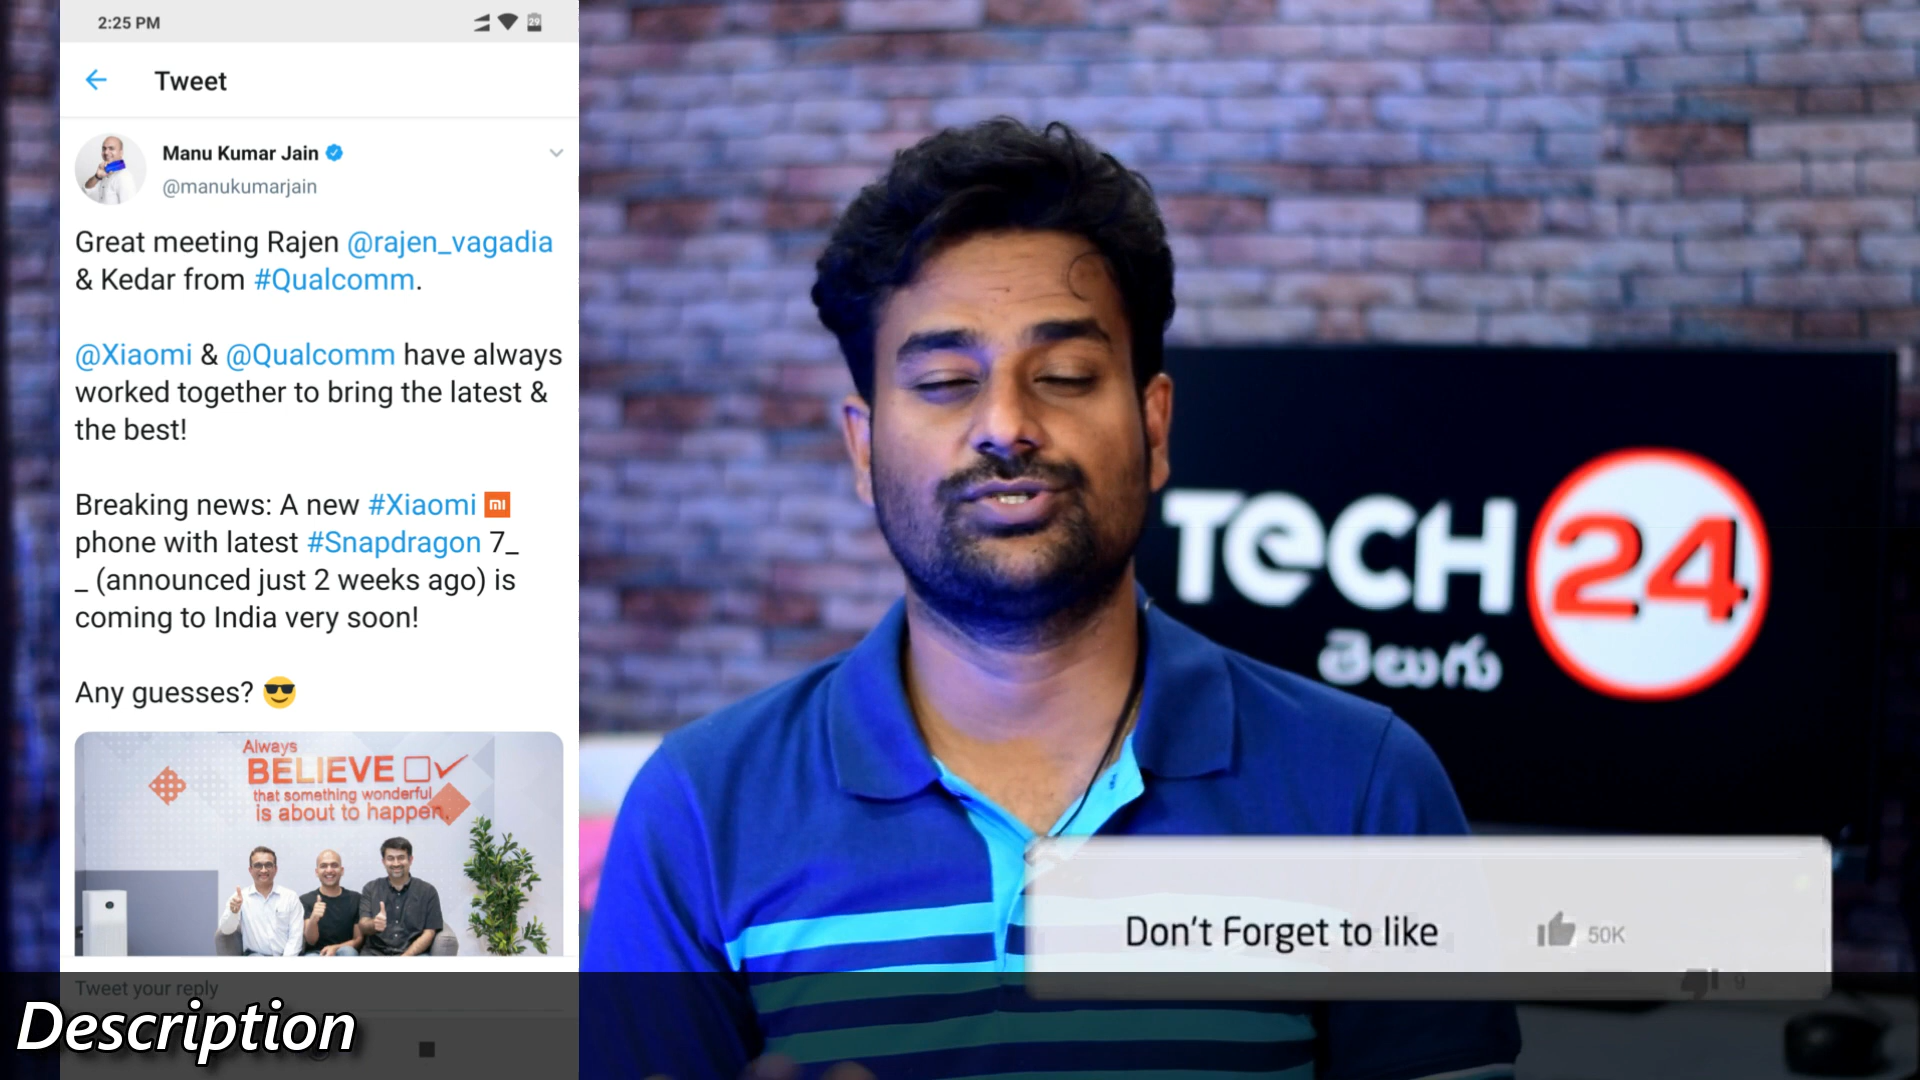 2:25 PM
29
Tweet
Manu Kumar Jain
@manukumarjain
Great meeting Rajen @rajen_vagadia
& Kedar from #Qualcomm.
@Xiaomi & @Qualcomm have always
worked together to bring the latest &
the best!
Breaking news: A new #Xiaomi mi
phone with latest #Snapdragon 7_
_ (announced just 2 weeks ago) is
coming to India very soon!
Any guesses?
Always
BELIEVE
that something wonderful
is about to happen.
Tweet your reply
Description
TECH 24
తెలుగు
Don't Forget to like
50K
9